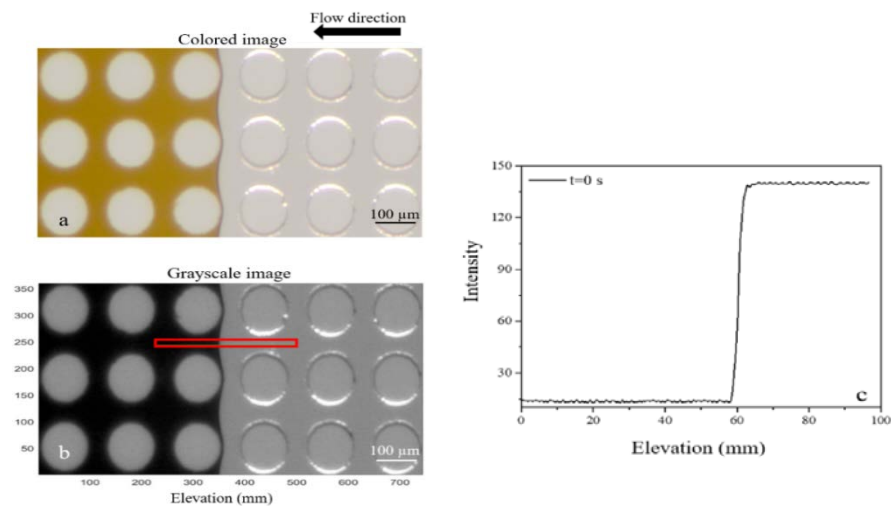 Flow direction
Colored image
a
100 µm
Grayscale image
350
300
250
200
150
100
50
b
100 µm
100 200 300 400 500 600 700
Elevation (mm)
150
120
90
60
30
Intensity
t=0 s
c
0 20 40 60 80 100
Elevation (mm)